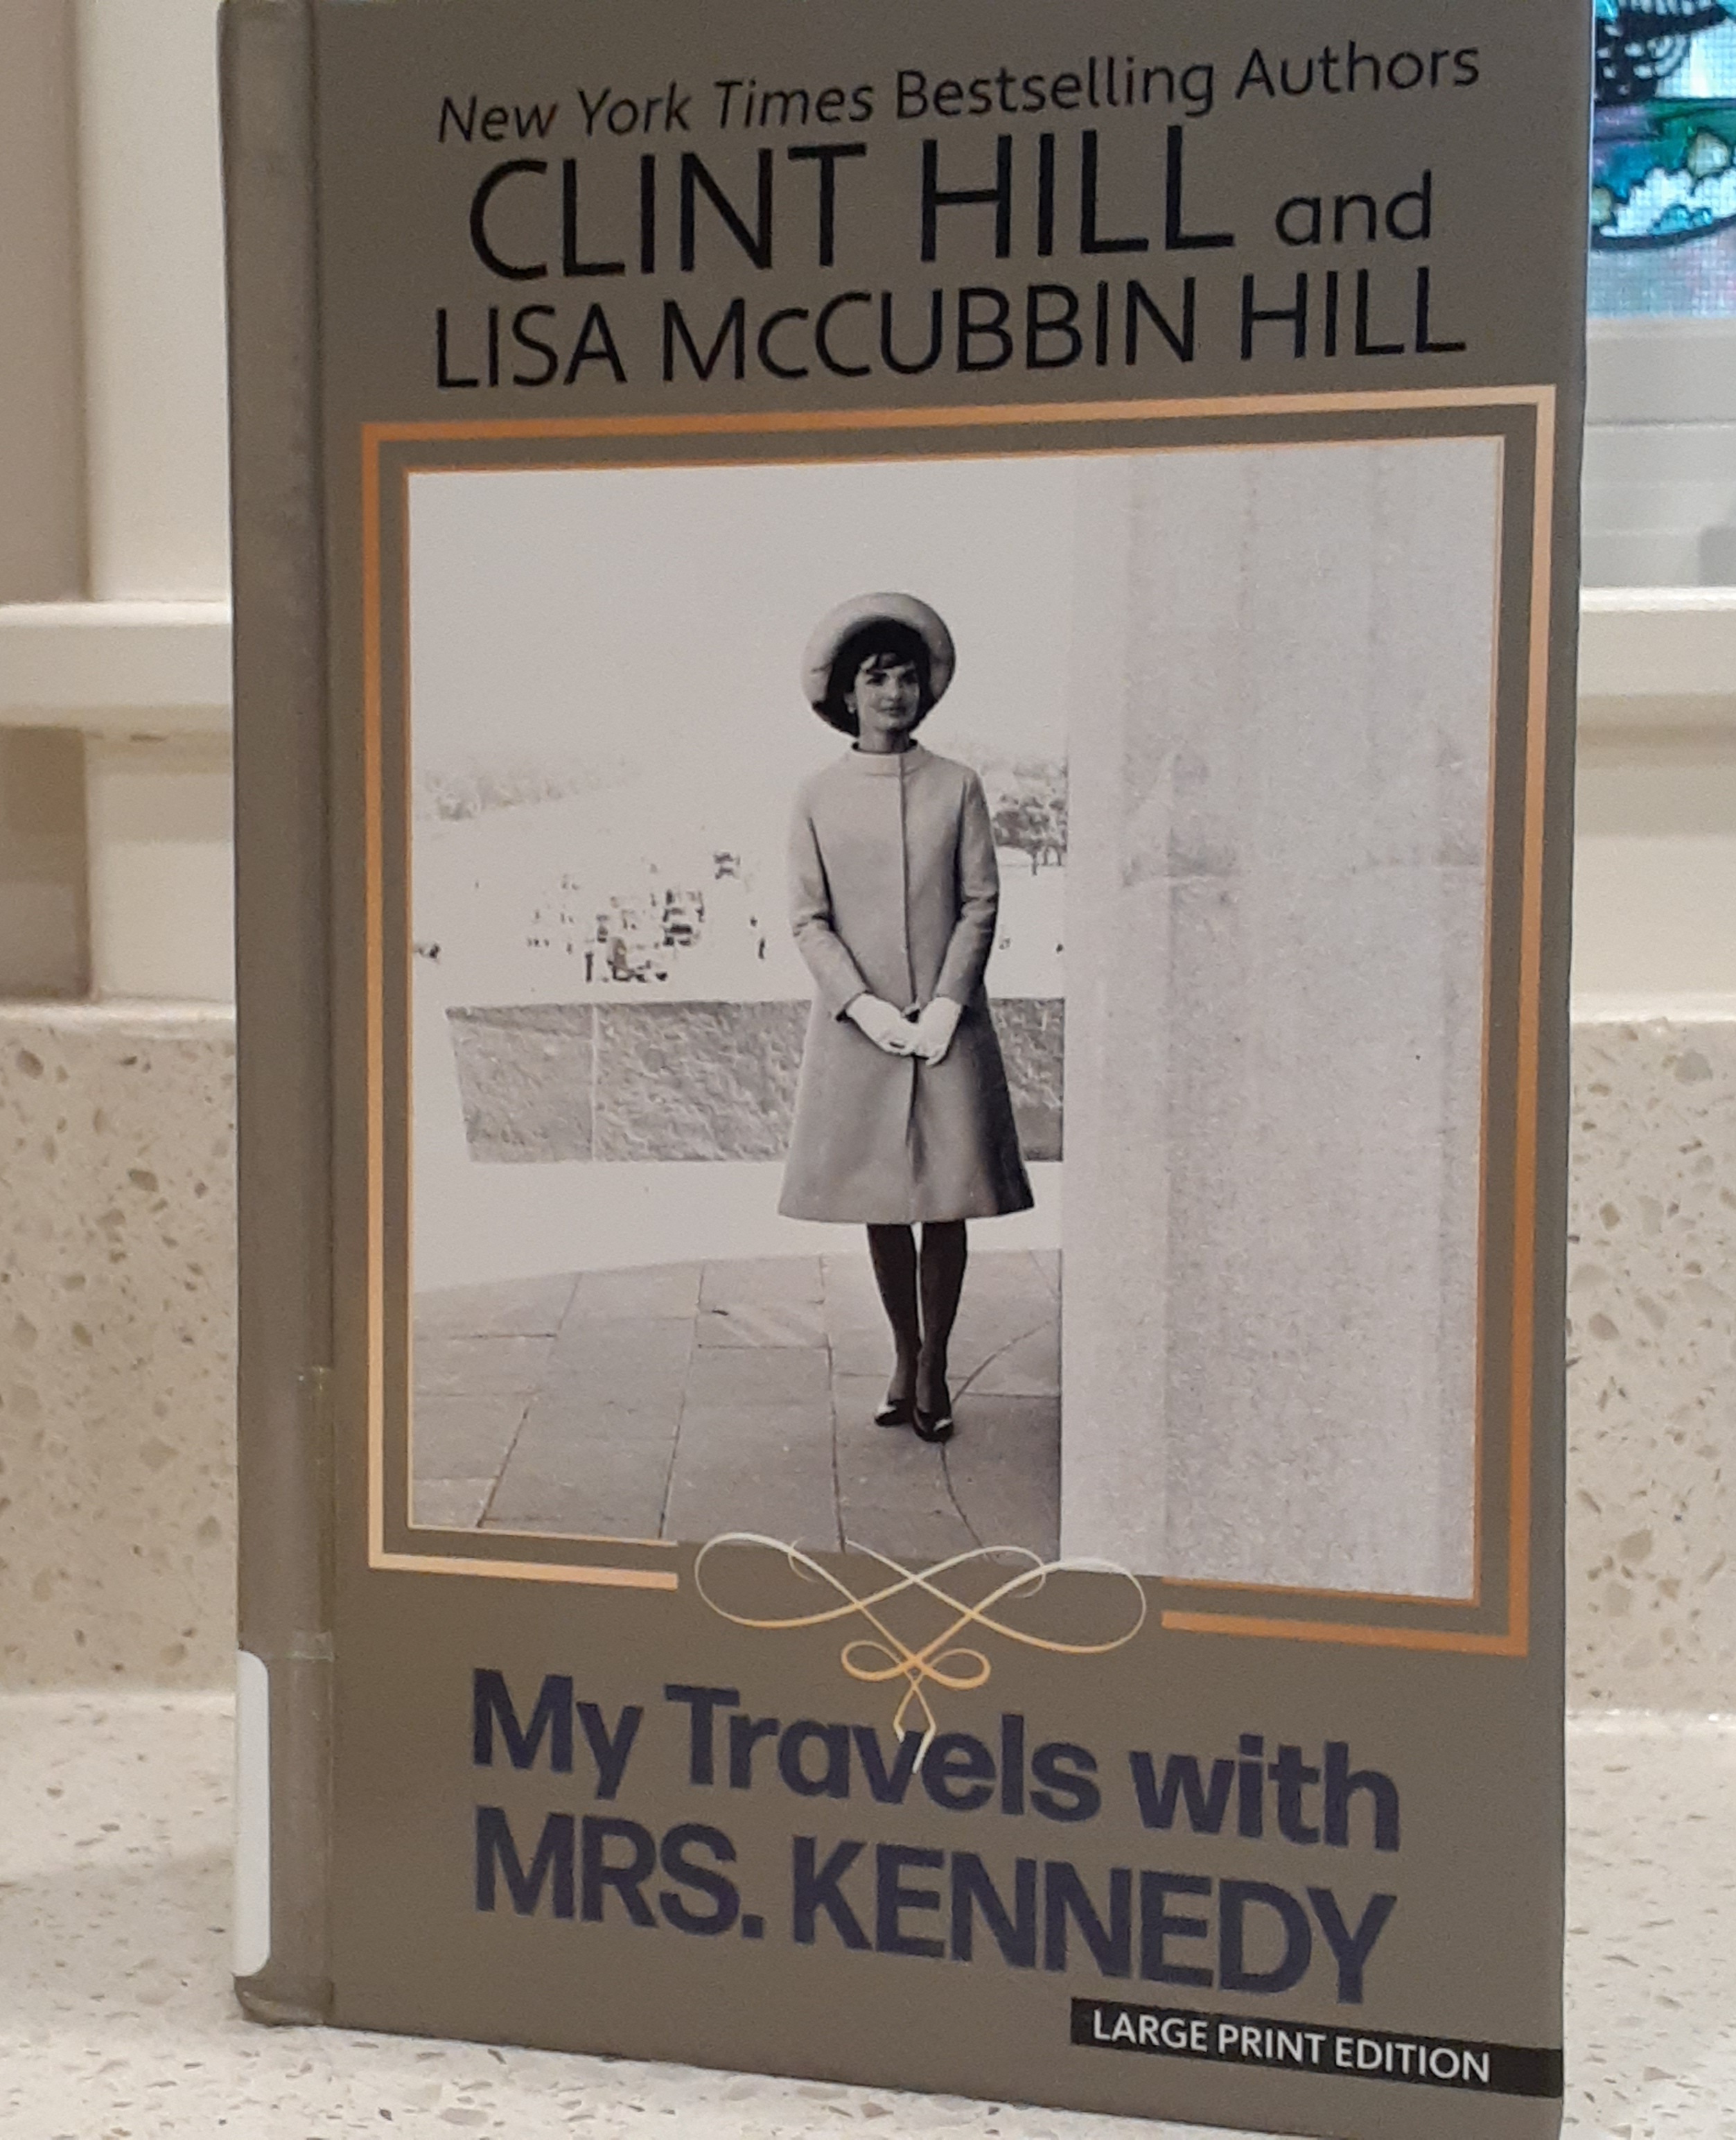 New York Times Bestselling Authors
CLINT HILL and
LISA McCUBBIN HILL
My Travels with
MRS. KENNEDY
LARGE PRINT EDITION